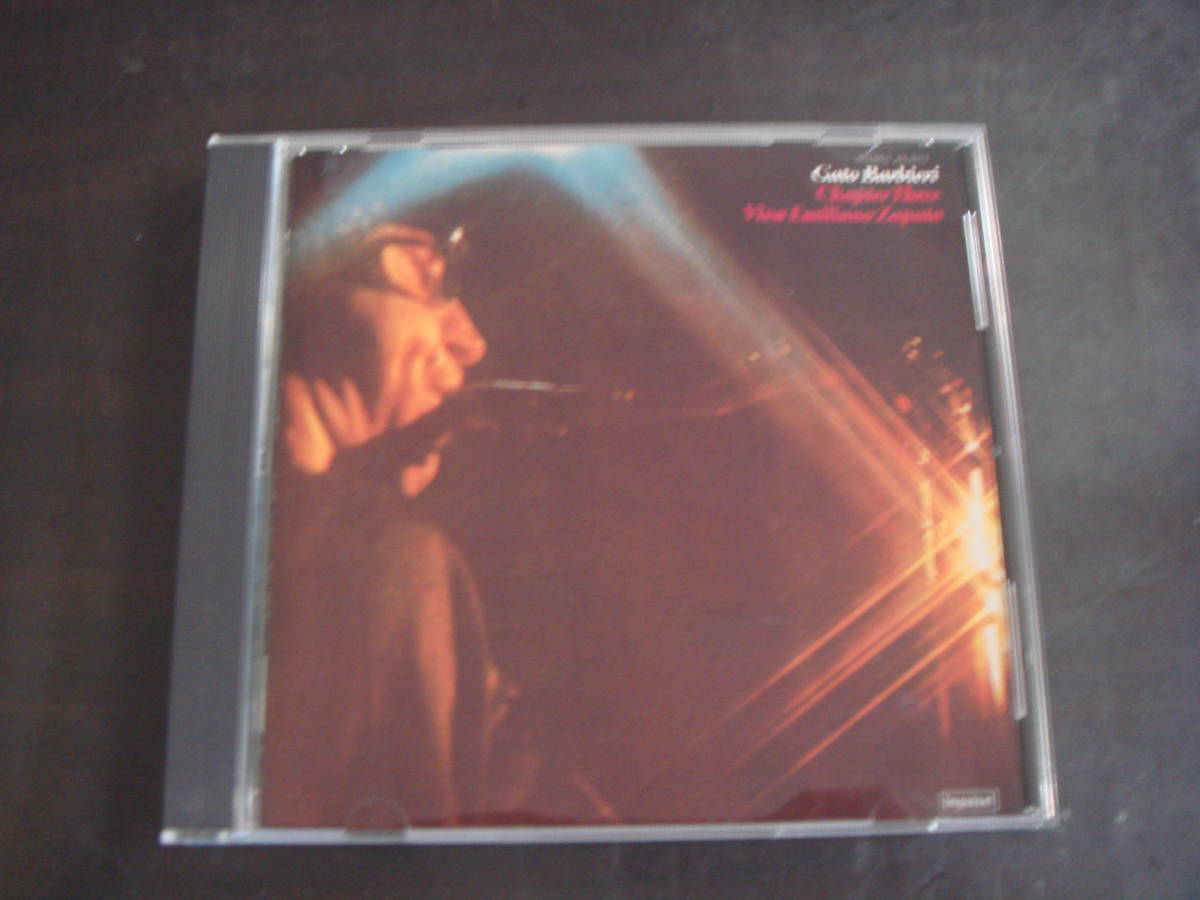 Gato Barbieri
Chapter Three
Viva Emiliano Zapata
impulse!